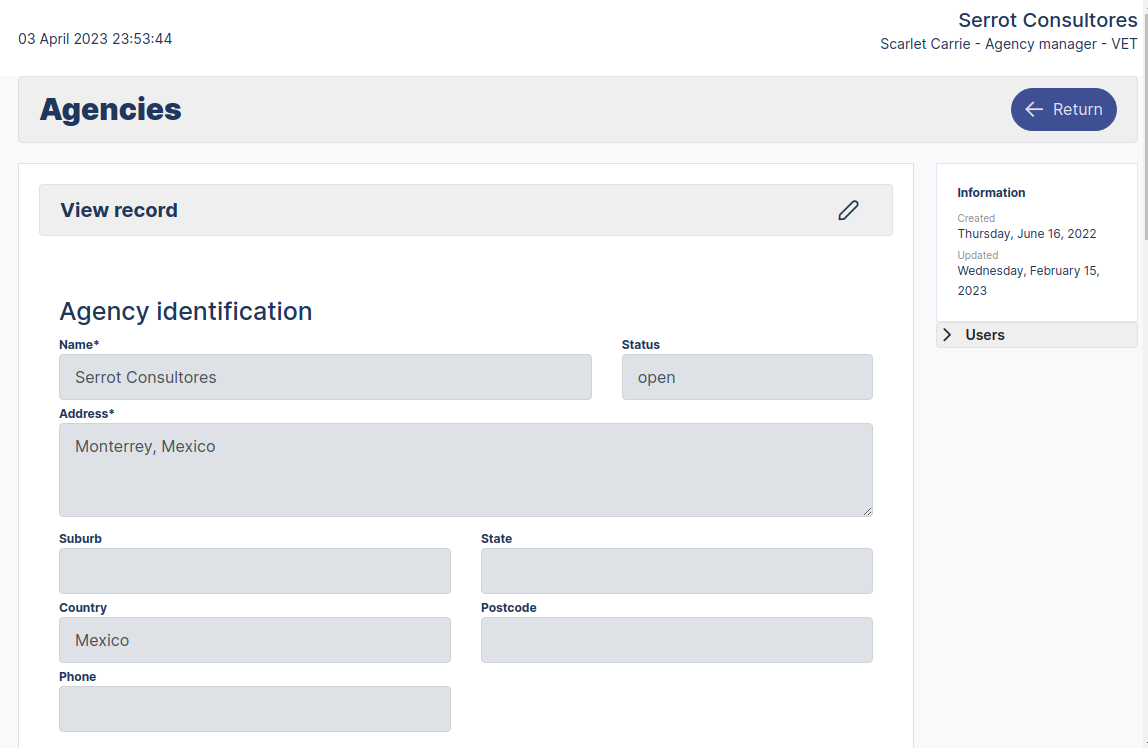 Serrot Consultores
03 April 2023 23:53:44
Scarlet Carrie - Agency manager - VET
Agencies
Return
View record
Information
Created
Thursday, June 16, 2022
Updated
Wednesday, February 15,
2023
Users
Agency identification
Name*
Status
Serrot Consultores
open
Address*
Monterrey, Mexico
Suburb
State
Country
Postcode
Mexico
Phone